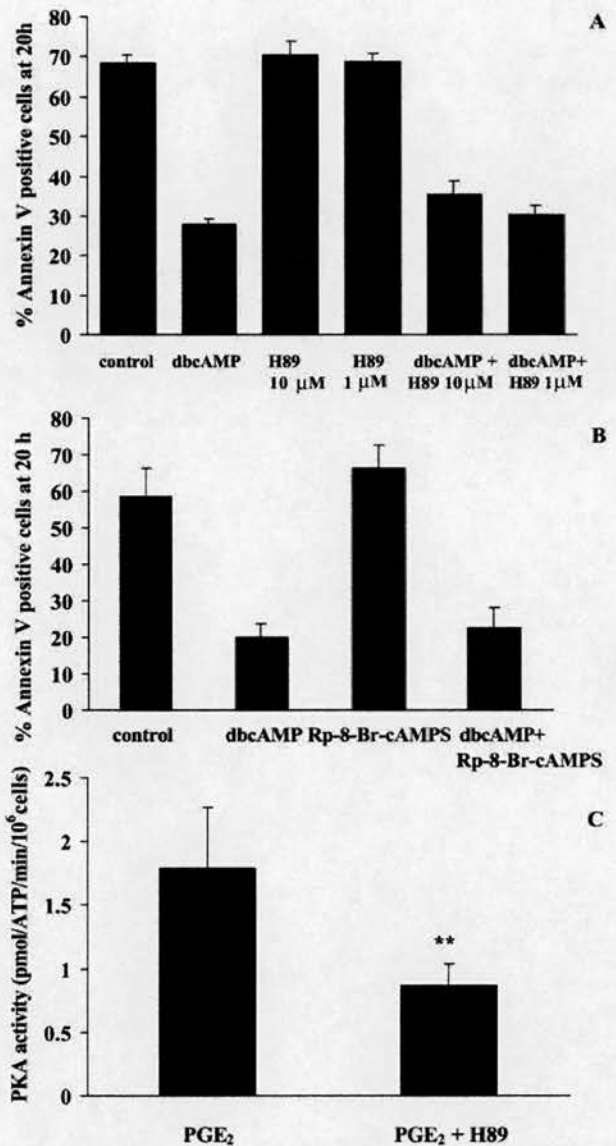 A
% Annexin V positive cells at 20h
80
70
60
50
40
30
20
10
0
control dbcAMP H89 H89 dbcAMP + dbcAMP+
10 µM 1 µM H89 10µM H89 1µM
B
% Annexin V positive cells at 20 h
80
70
60
50
40
30
20
10
0
control dbcAMP Rp-8-Br-cAMPS dbcAMP+
Rp-8-Br-cAMPS
C
PKA activity (pmol/ATP/min/10⁶ cells)
2.5
2
1.5
1
0.5
0
**
PGE₂ PGE₂ + H89